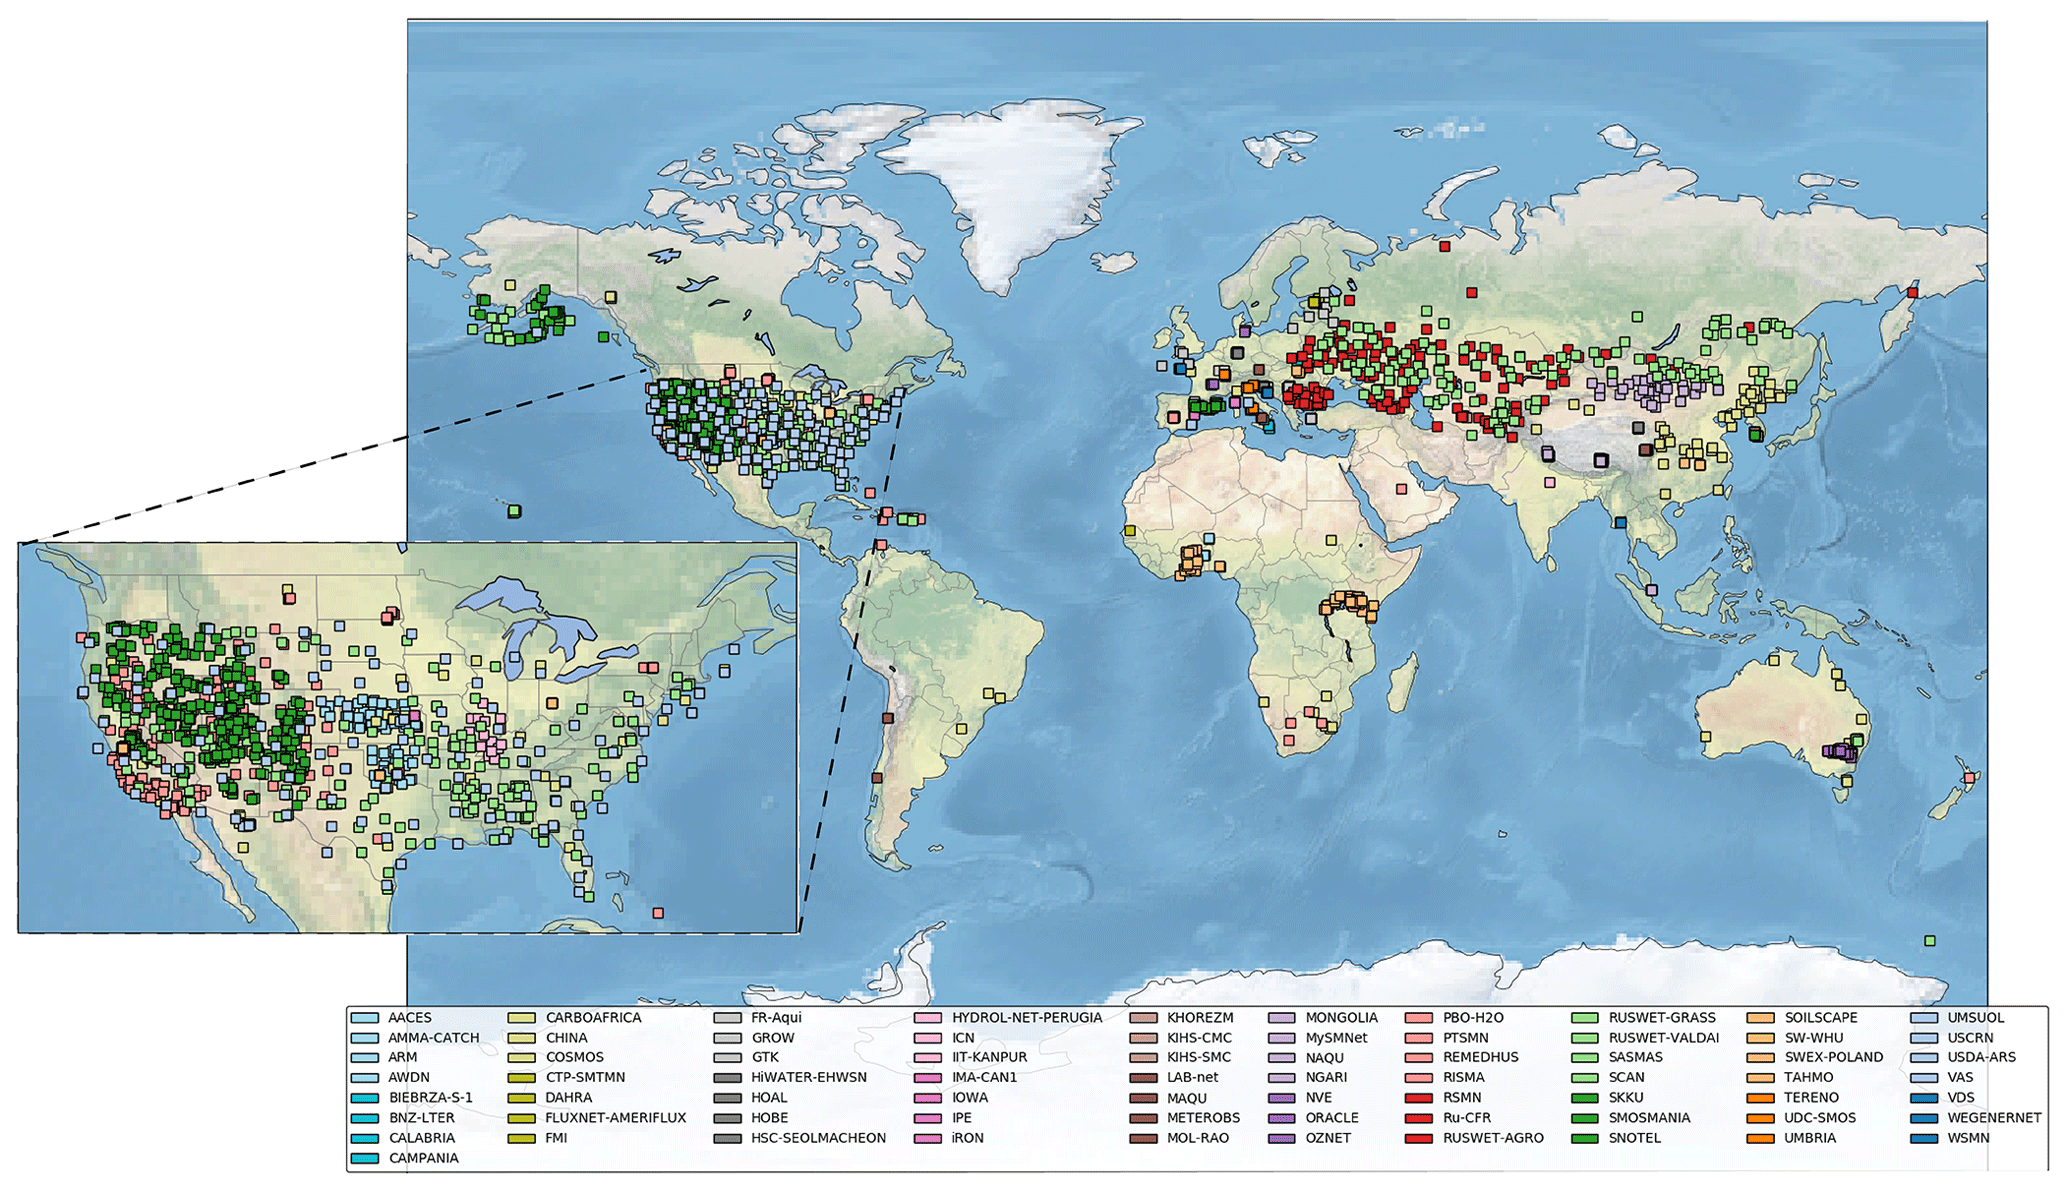 AACES
AMMA-CATCH
ARM
AWDN
BIEBRZA-S-1
BNZ-LTER
CALABRIA
CAMPANIA
CARBOAFRICA
CHINA
COSMOS
CTP-SMTMN
DAHRA
FLUXNET-AMERIFLUX
FMI
FR-Aqui
GROW
GTK
HiWATER-EHWSN
HOAL
HOBE
HSC-SEOLMACHEON
HYDROL-NET-PERUGIA
ICN
IIT-KANPUR
IMA-CAN1
IOWA
IPE
iRON
KHOREZM
KIHS-CMC
KIHS-SMC
LAB-net
MAQU
METEROBS
MOL-RAO
MONGOLIA
MySMNet
NAQU
NGARI
NVE
ORACLE
OZNET
PBO-H2O
PTSMN
REMEDHUS
RISMA
RSMN
Ru-CFR
RUSWET-AGRO
RUSWET-GRASS
RUSWET-VALDAI
SASMAS
SCAN
SKKU
SMOSMANIA
SNOTEL
SOILSCAPE
SW-WHU
SWEX-POLAND
TAHMO
TERENO
UDC-SMOS
UMBRIA
UMSUOL
USCRN
USDA-ARS
VAS
VDS
WEGENERNET
WSMN